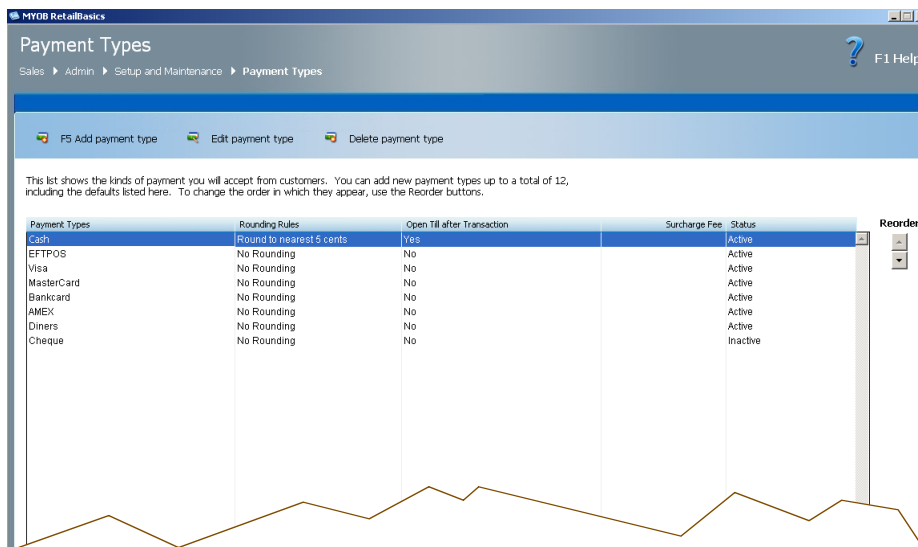 MYOB RetailBasics
Payment Types
Sales ▶ Admin ▶ Setup and Maintenance ▶ Payment Types
F1 Help
F5 Add payment type Edit payment type Delete payment type
This list shows the kinds of payment you will accept from customers. You can add new payment types up to a total of 12,
including the defaults listed here. To change the order in which they appear, use the Reorder buttons.
Payment Types Rounding Rules Open Till after Transaction Surcharge Fee Status Reorder
Cash Round to nearest 5 cents Yes Active
EFTPOS No Rounding No Active
Visa No Rounding No Active
MasterCard No Rounding No Active
Bankcard No Rounding No Active
AMEX No Rounding No Active
Diners No Rounding No Active
Cheque No Rounding No Inactive